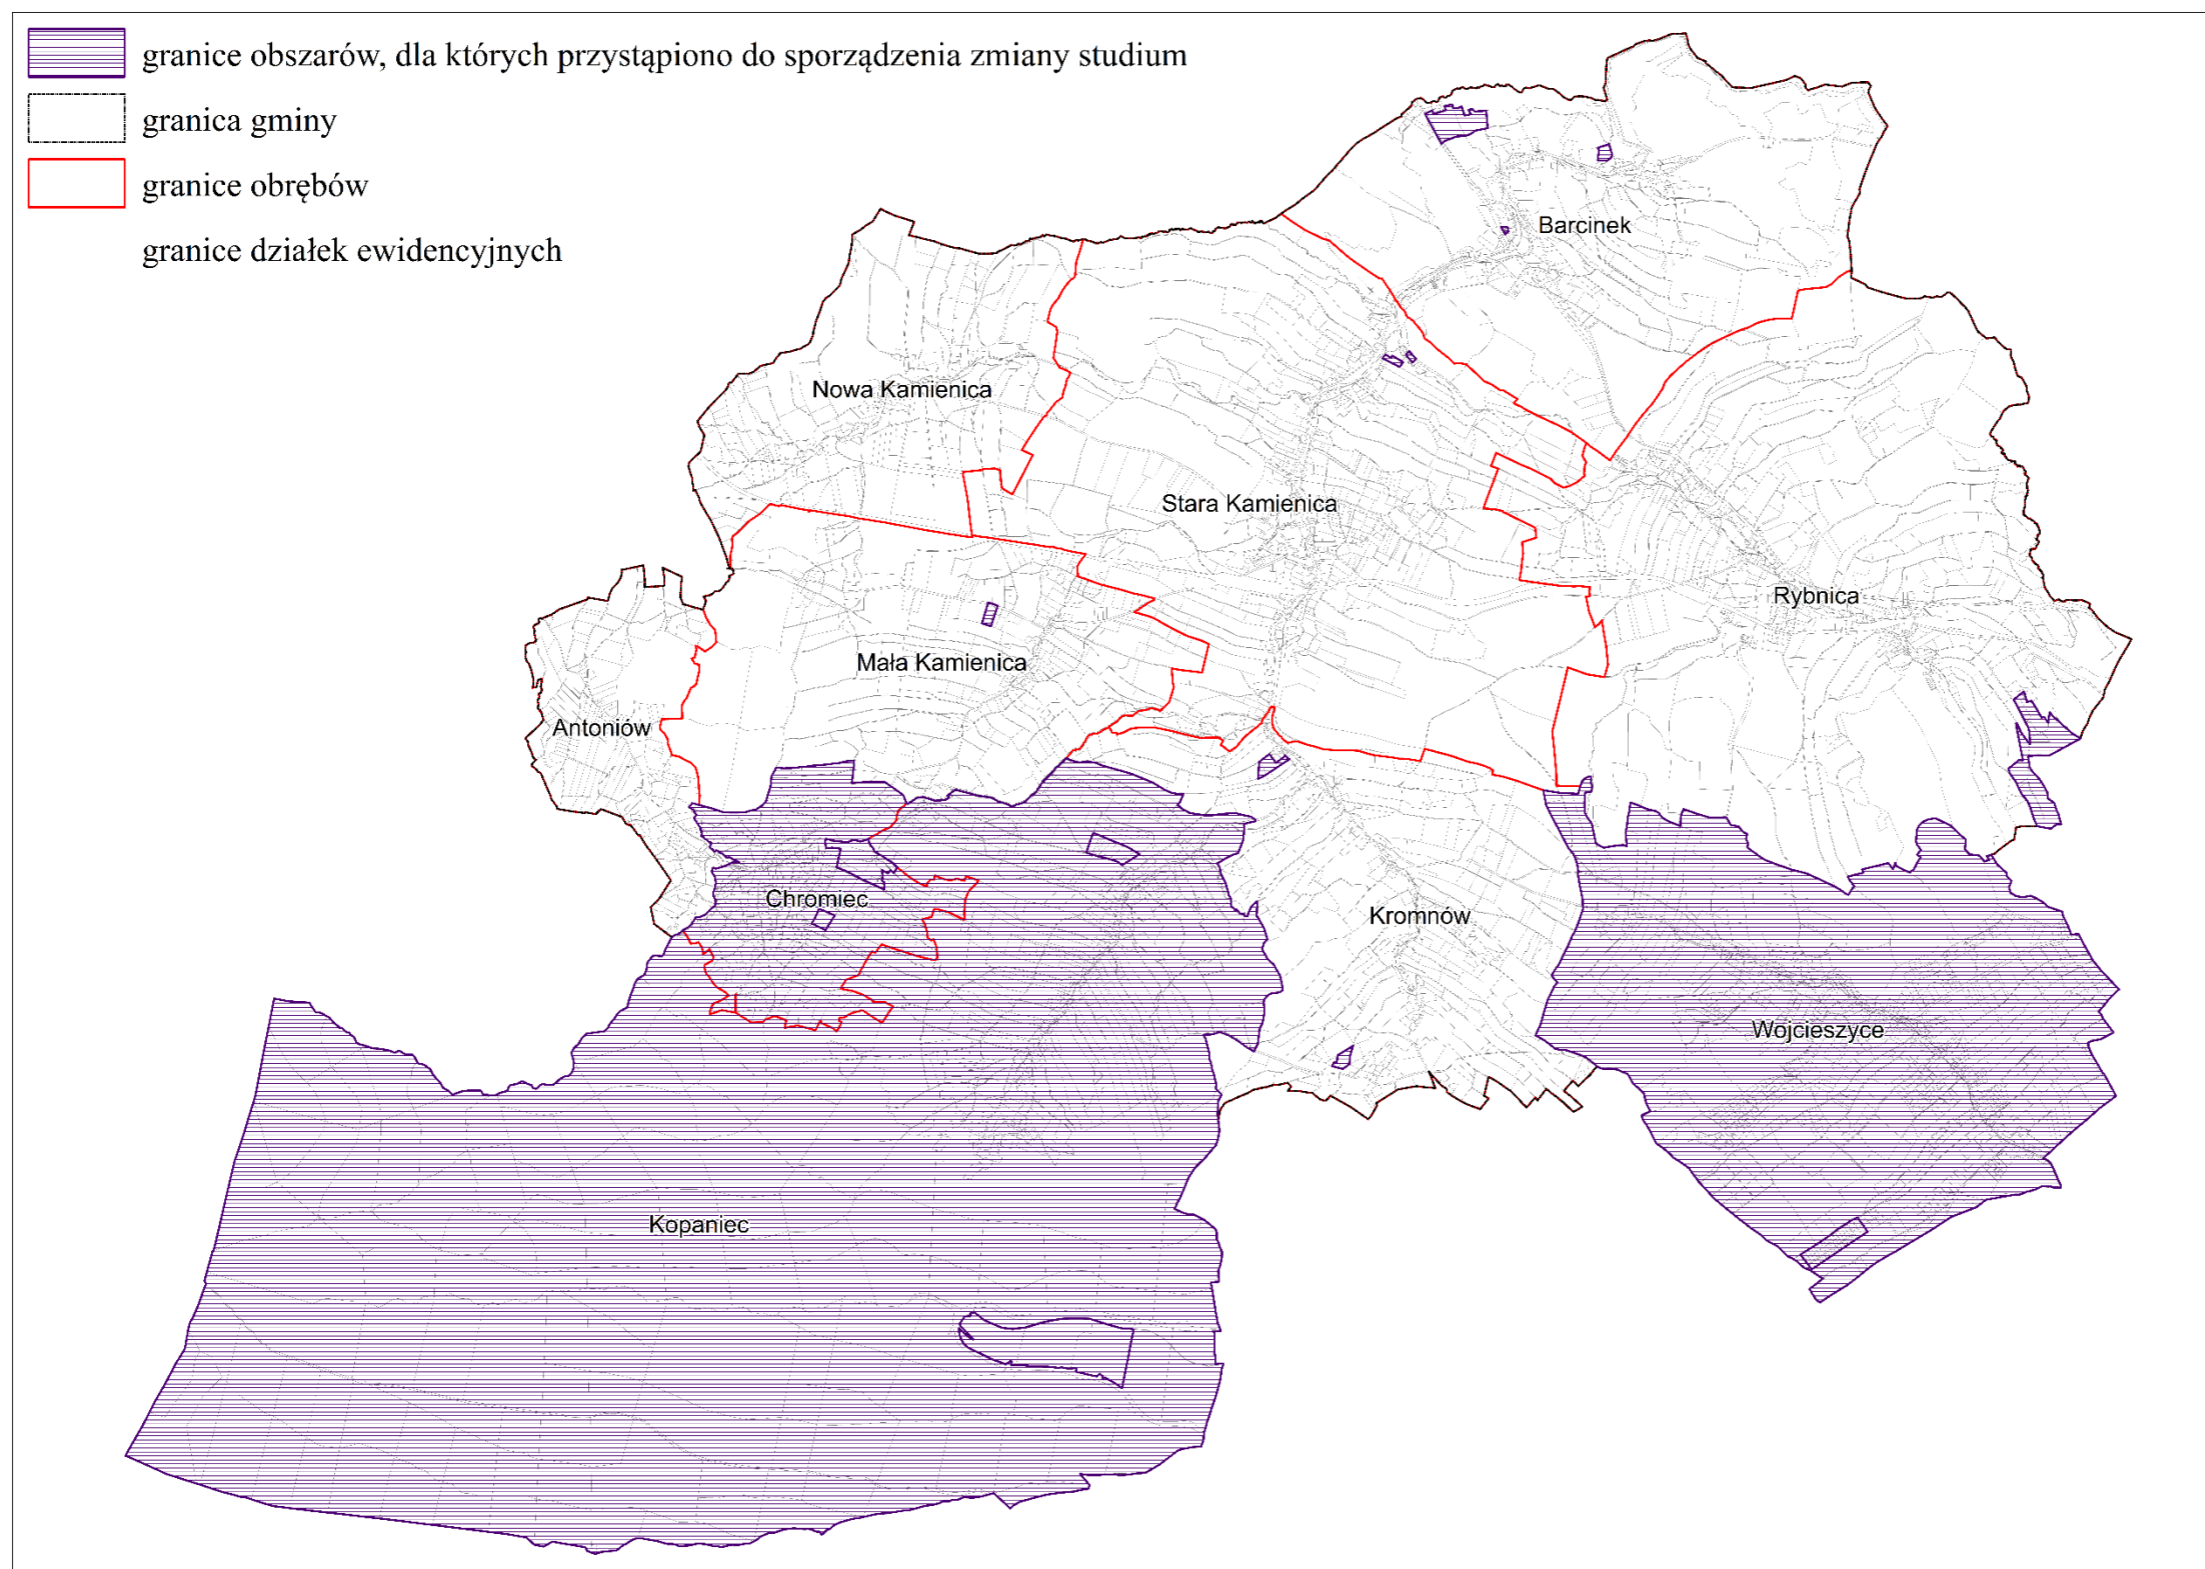 granice obszarów, dla których przystąpiono do sporządzenia zmiany studium
granica gminy
granice obrębów
granice działek ewidencyjnych
Barcinek
Nowa Kamienica
Stara Kamienica
Rybnica
Mała Kamienica
Antoniów
Chromiec
Kromnów
Wojcieszyce
Kopaniec